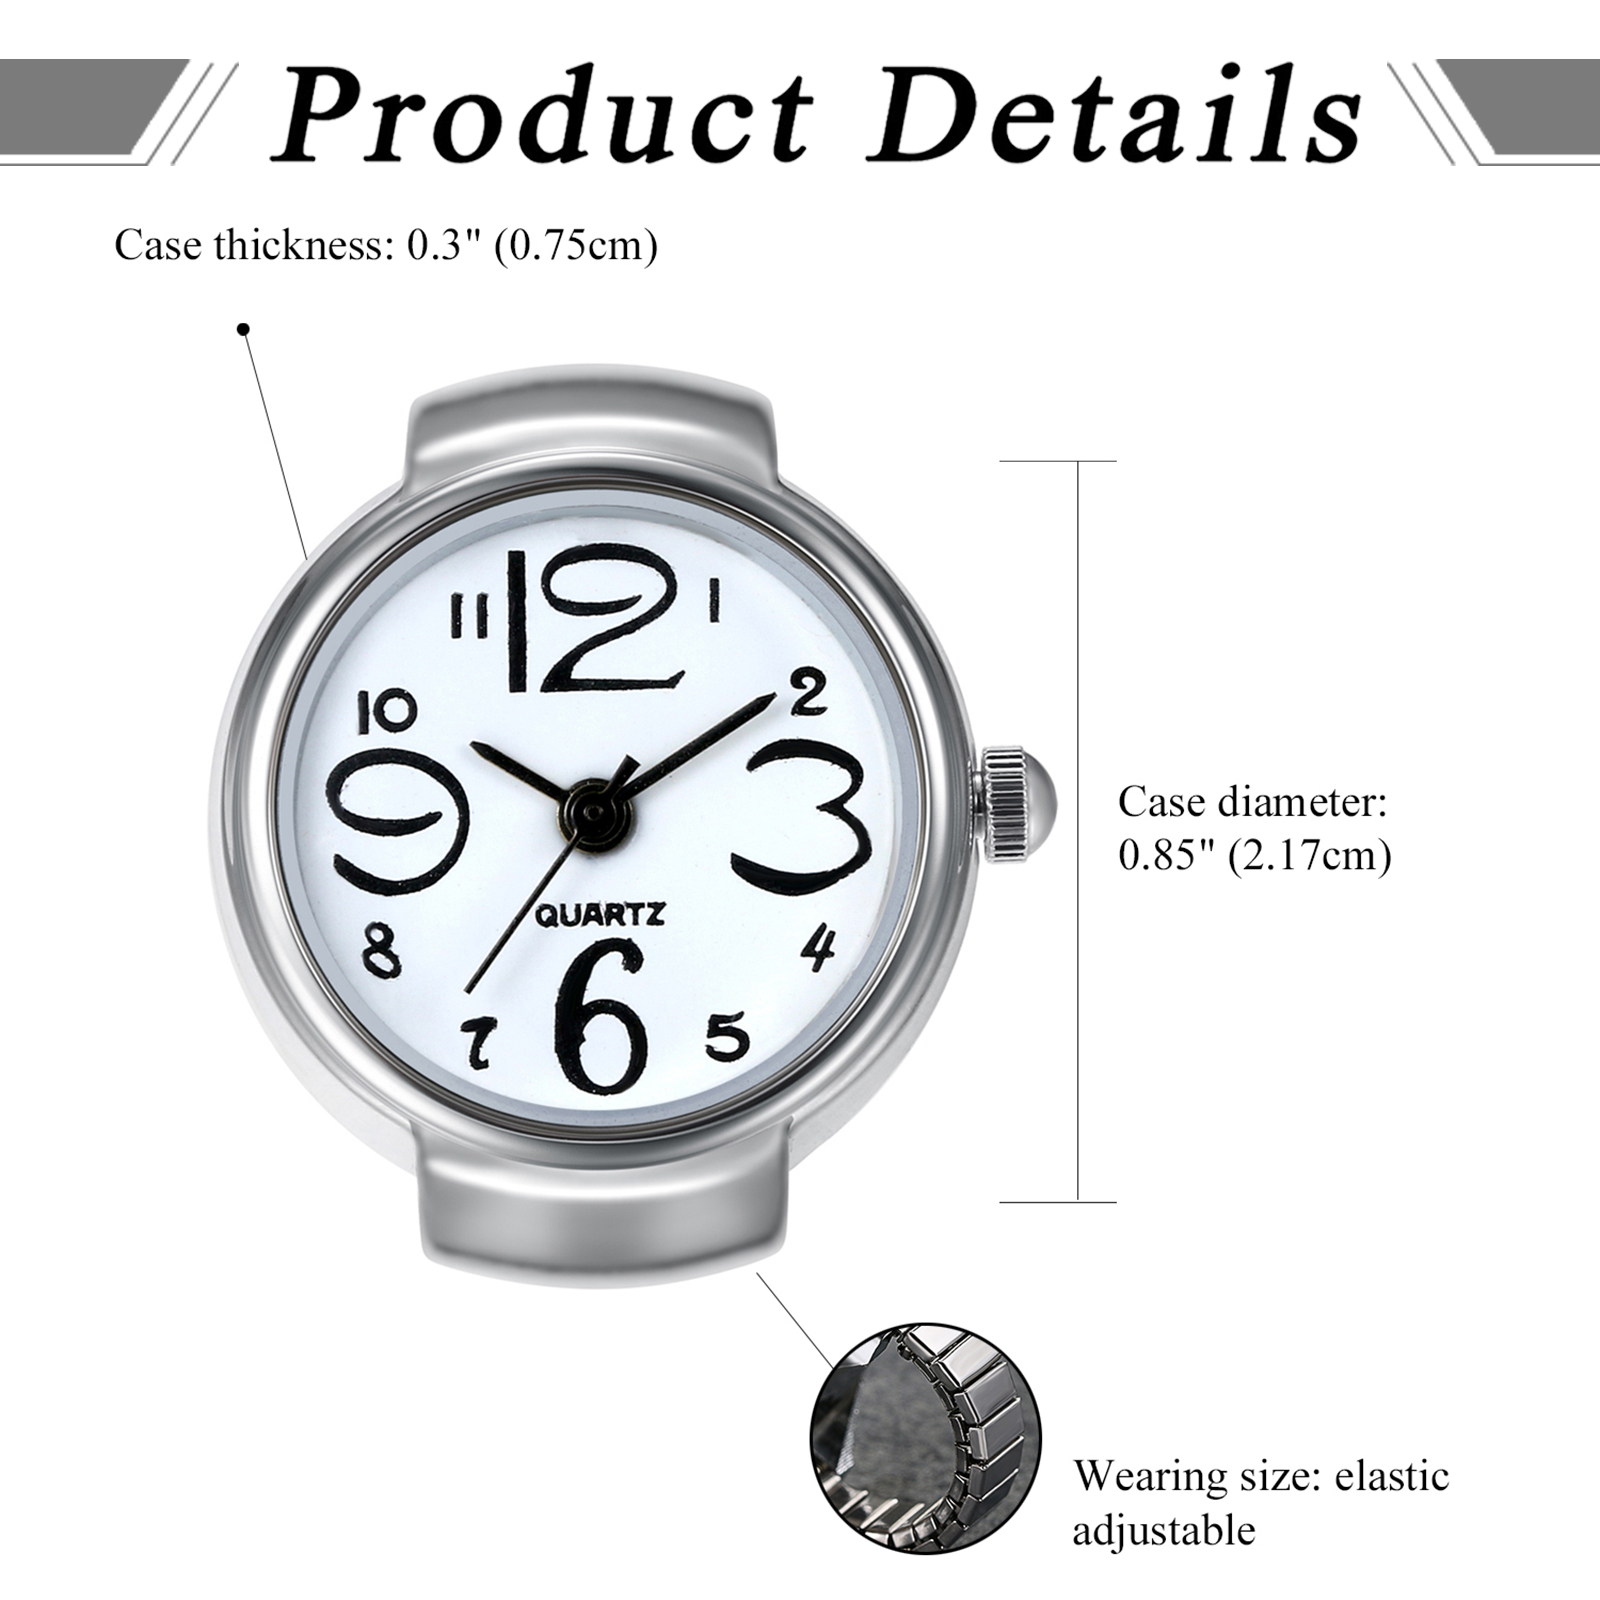 Product Details
Case thickness: 0.3" (0.75cm)
12
11
1
10
2
9
3
Case diameter:
0.85" (2.17cm)
QUARTZ
8
4
6
7
5
Wearing size: elastic
adjustable